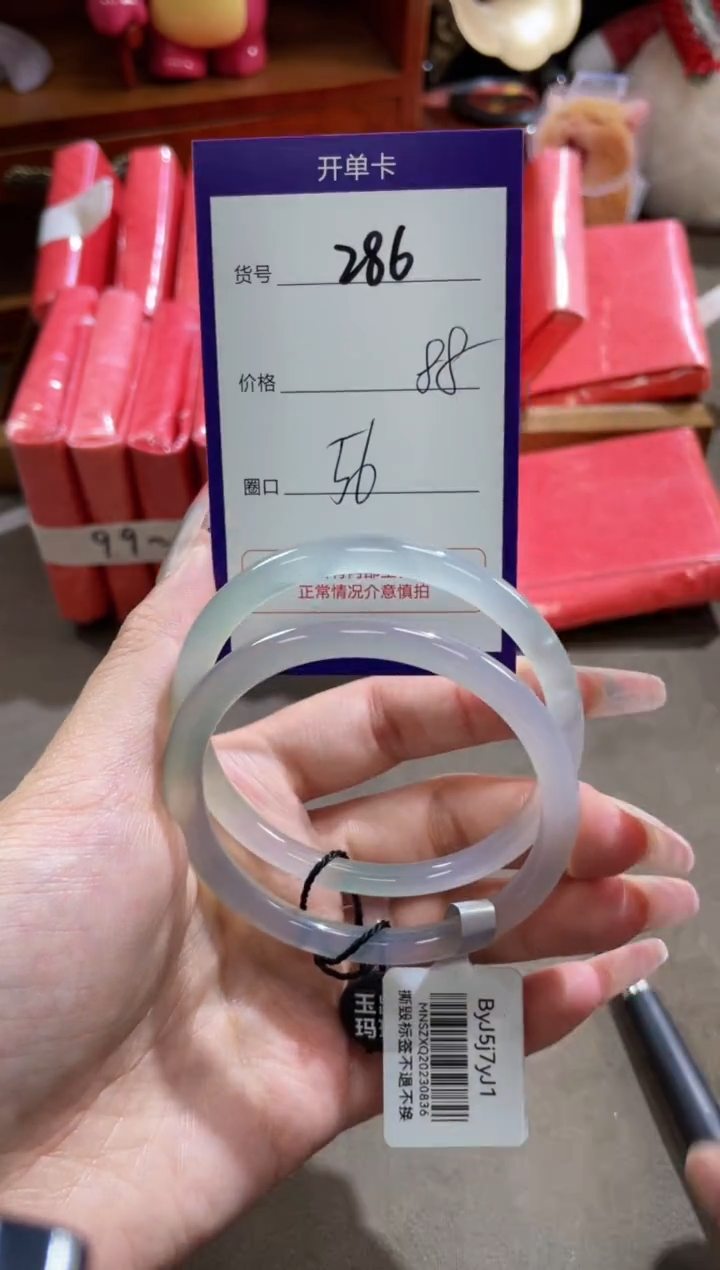 开单卡
货号 286
价格 88
圈口 56
正常情况介意慎拍
99~
玉
玛
ByJ5j7yJ1
MNSZXQ20230836
撕毁标签不退不换